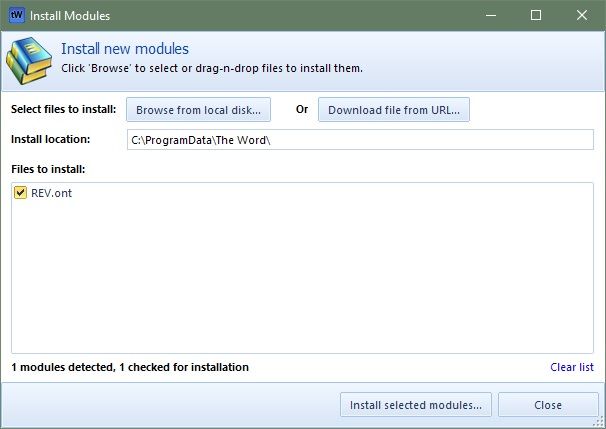 tW Install Modules
Install new modules
Click 'Browse' to select or drag-n-drop files to install them.
Select files to install: Browse from local disk... Or Download file from URL...
Install location: C:\ProgramData\The Word\
Files to install:
REV.ont
1 modules detected, 1 checked for installation Clear list
Install selected modules... Close